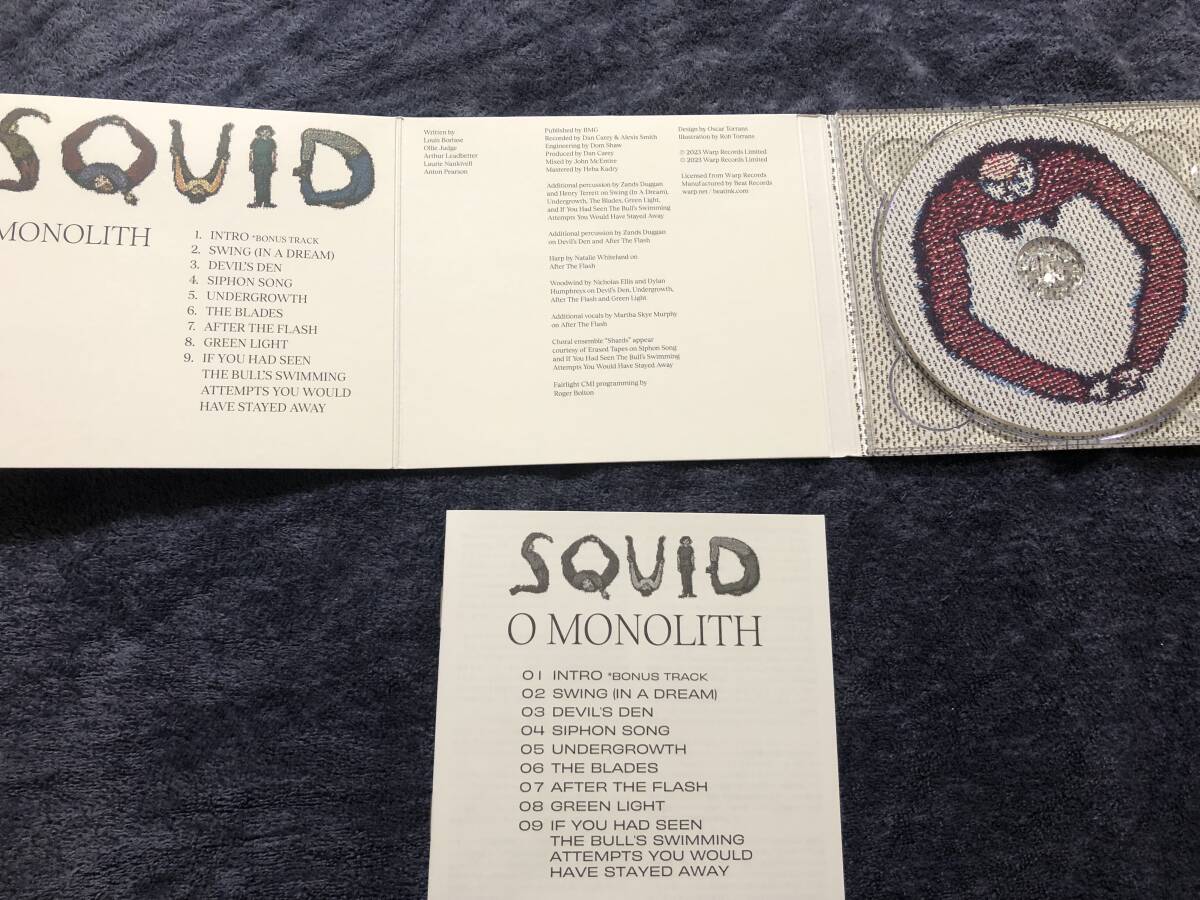 SQUID
MONOLITH
1. INTRO *BONUS TRACK
2. SWING (IN A DREAM)
3. DEVIL'S DEN
4. SIPHON SONG
5. UNDERGROWTH
6. THE BLADES
7. AFTER THE FLASH
8. GREEN LIGHT
9. IF YOU HAD SEEN
THE BULL'S SWIMMING
ATTEMPTS YOU WOULD
HAVE STAYED AWAY
Written by
Louis Borlase
Ollie Judge
Arthur Leadbetter
Laurie Nankivell
Anton Pearson
Published by BMG
Recorded by Dan Carey & Alexis Smith
Engineering by Dom Shaw
Produced by Dan Carey
Mixed by John McEntire
Mastered by Heba Kadry
Additional percussion by Zands Duggan
and Henry Terrett on Swing (In A Dream),
Undergrowth, The Blades, Green Light,
and If You Had Seen The Bull's Swimming
Attempts You Would Have Stayed Away
Additional percussion by Zands Duggan
on Devil's Den and After The Flash
Harp by Natalie Whiteland on
After The Flash
Woodwind by Nicholas Ellis and Dylan
Humphreys on Devil's Den, Undergrowth,
After The Flash and Green Light
Additional vocals by Martha Skye Murphy
on After The Flash
Choral ensemble "Shards" appear
courtesy of Erased Tapes on Siphon Song
and If You Had Seen The Bull's Swimming
Attempts You Would Have Stayed Away
Fairlight CMI programming by
Roger Bolton
Design by Oscar Torrans
Illustration by Rob Torrans
℗ 2023 Warp Records Limited
© 2023 Warp Records Limited
Licensed from Warp Records
Manufactured by Beat Records
warp.net / beatink.com
SQUID
O MONOLITH
01 INTRO *BONUS TRACK
02 SWING (IN A DREAM)
03 DEVIL'S DEN
04 SIPHON SONG
05 UNDERGROWTH
06 THE BLADES
07 AFTER THE FLASH
08 GREEN LIGHT
09 IF YOU HAD SEEN
THE BULL'S SWIMMING
ATTEMPTS YOU WOULD
HAVE STAYED AWAY